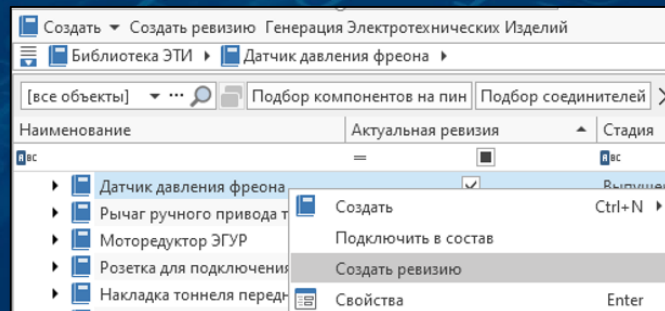 Создать Создать ревизию Генерация Электротехнических Изделий
Библиотека ЭТИ Датчик давления фреона
[все объекты] Подбор компонентов на пин Подбор соединителей
Наименование Актуальная ревизия Стадия
ABC = ABC
Датчик давления фреона
Рычаг ручного привода
Создать Ctrl+N
Моторедуктор ЭГУР
Подключить в состав
Розетка для подключения
Создать ревизию
Накладка тоннеля
Свойства Enter